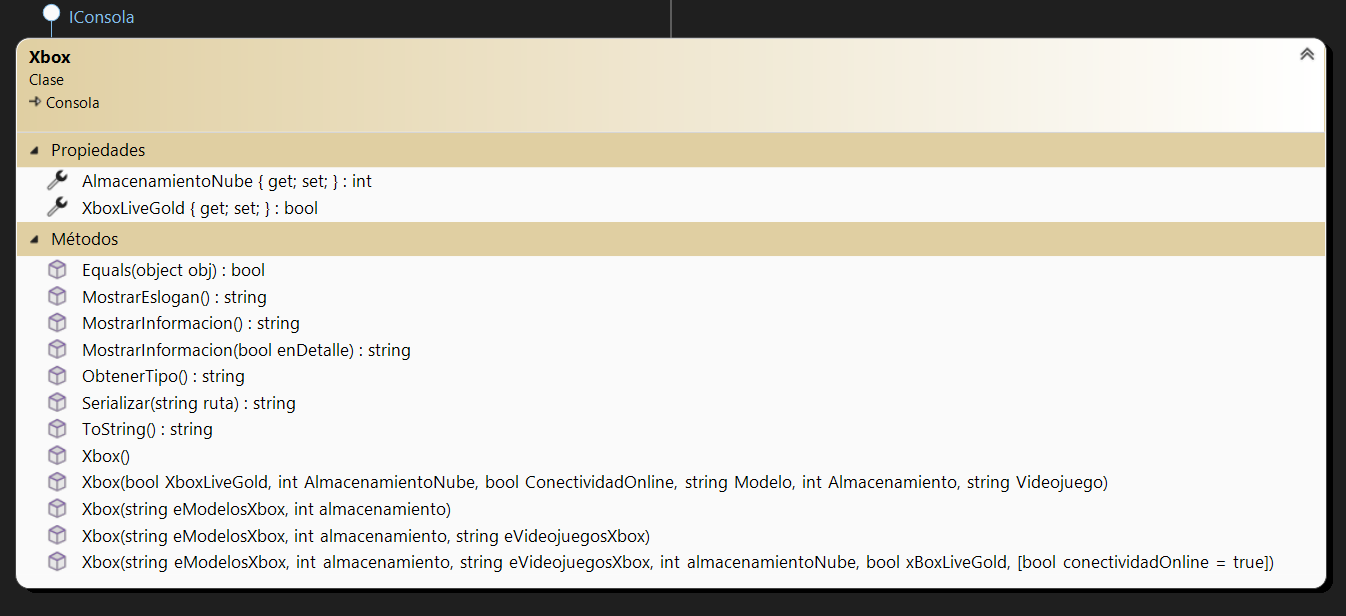 IConsola
Xbox
Clase
Consola
Propiedades
AlmacenamientoNube { get; set; } : int
XboxLiveGold { get; set; } : bool
Métodos
Equals(object obj) : bool
MostrarEslogan() : string
MostrarInformacion() : string
MostrarInformacion(bool enDetalle) : string
ObtenerTipo() : string
Serializar(string ruta) : string
ToString() : string
Xbox()
Xbox(bool XboxLiveGold, int AlmacenamientoNube, bool ConectividadOnline, string Modelo, int Almacenamiento, string Videojuego)
Xbox(string eModelosXbox, int almacenamiento)
Xbox(string eModelosXbox, int almacenamiento, string eVideojuegosXbox)
Xbox(string eModelosXbox, int almacenamiento, string eVideojuegosXbox, int almacenamientoNube, bool xBoxLiveGold, [bool conectividadOnline = true])